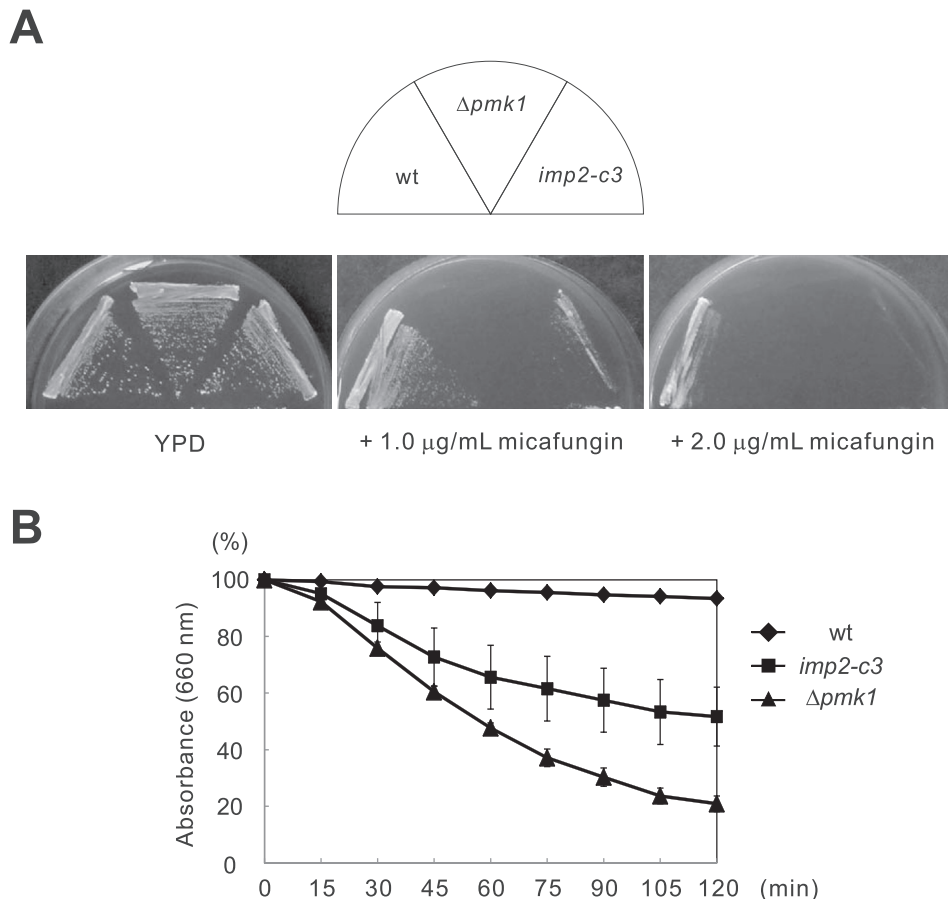 A
Δpmk1
wt
imp2-c3
YPD
+ 1.0 μg/mL micafungin
+ 2.0 μg/mL micafungin
B
(%)
100
80
60
40
20
0
Absorbance (660 nm)
0 15 30 45 60 75 90 105 120 (min)
wt
imp2-c3
Δpmk1